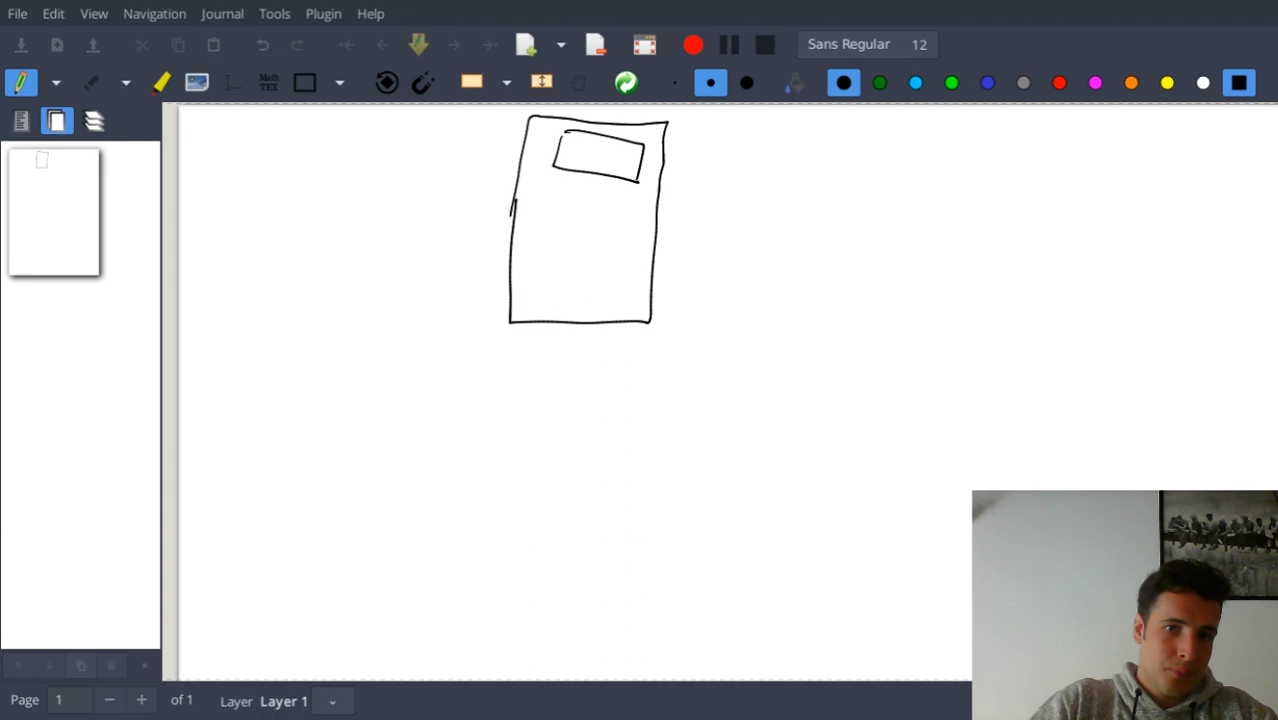 File Edit View Navigation Journal Tools Plugin Help
Sans Regular 12
Math
TEX
Page 1 of 1 Layer Layer 1